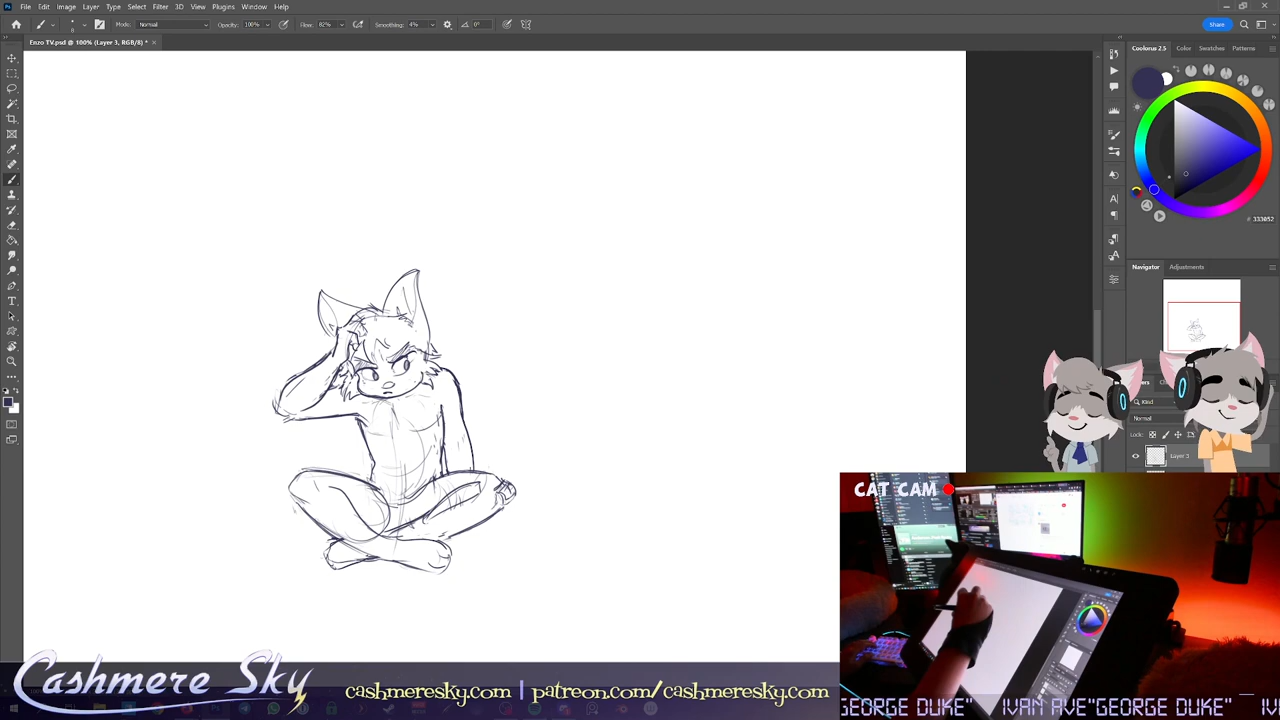 File Edit Image Layer Type Select Filter 3D View Plugins Window Help
Mode: Normal Opacity: 100% Flow: 82% Smoothing: 4% 0° Share
Enzo TV.psd @ 100% (Layer 3, RGB/8) *
Coolorus 2.5 Color Swatches Patterns
# 333052
Navigator Adjustments
Kind
Normal
Lock:
Layer 3
CAT CAM
Cashmere Sky
cashmeresky.com | patreon.com/cashmeresky.com
GEORGE DUKE" IVAN AVE "GEORGE DUKE" IV